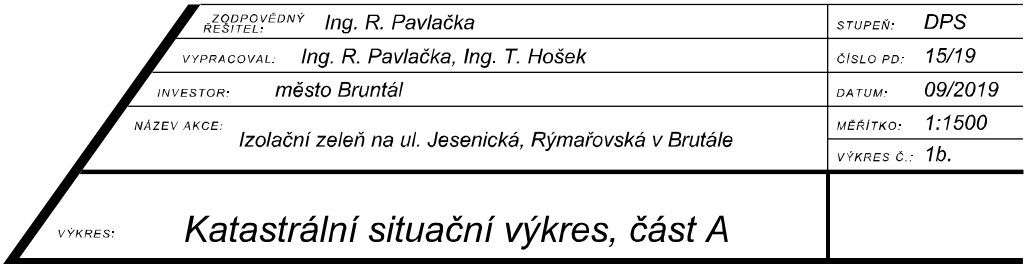 ZODPOVĚDNÝ
ŘEŠITEL: Ing. R. Pavlačka STUPEŇ: DPS
VYPRACOVAL: Ing. R. Pavlačka, Ing. T. Hošek ČÍSLO PD: 15/19
INVESTOR: město Bruntál DATUM: 09/2019
NÁZEV AKCE: Izolační zeleň na ul. Jesenická, Rýmařovská v Brutále MĚŘÍTKO: 1:1500
VÝKRES Č.: 1b.
VÝKRES: Katastrální situační výkres, část A